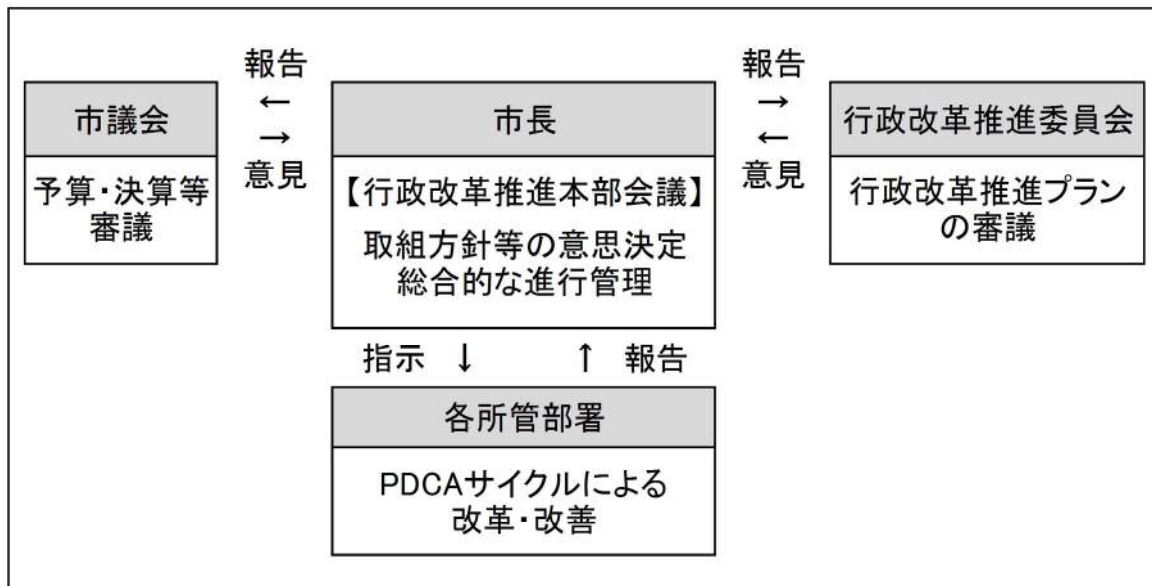 報告
←
→
意見
報告
→
←
意見
市議会
予算・決算等
審議
市長
【行政改革推進本部会議】
取組方針等の意思決定
総合的な進行管理
行政改革推進委員会
行政改革推進プラン
の審議
指示 ↓ ↑ 報告
各所管部署
PDCAサイクルによる
改革・改善